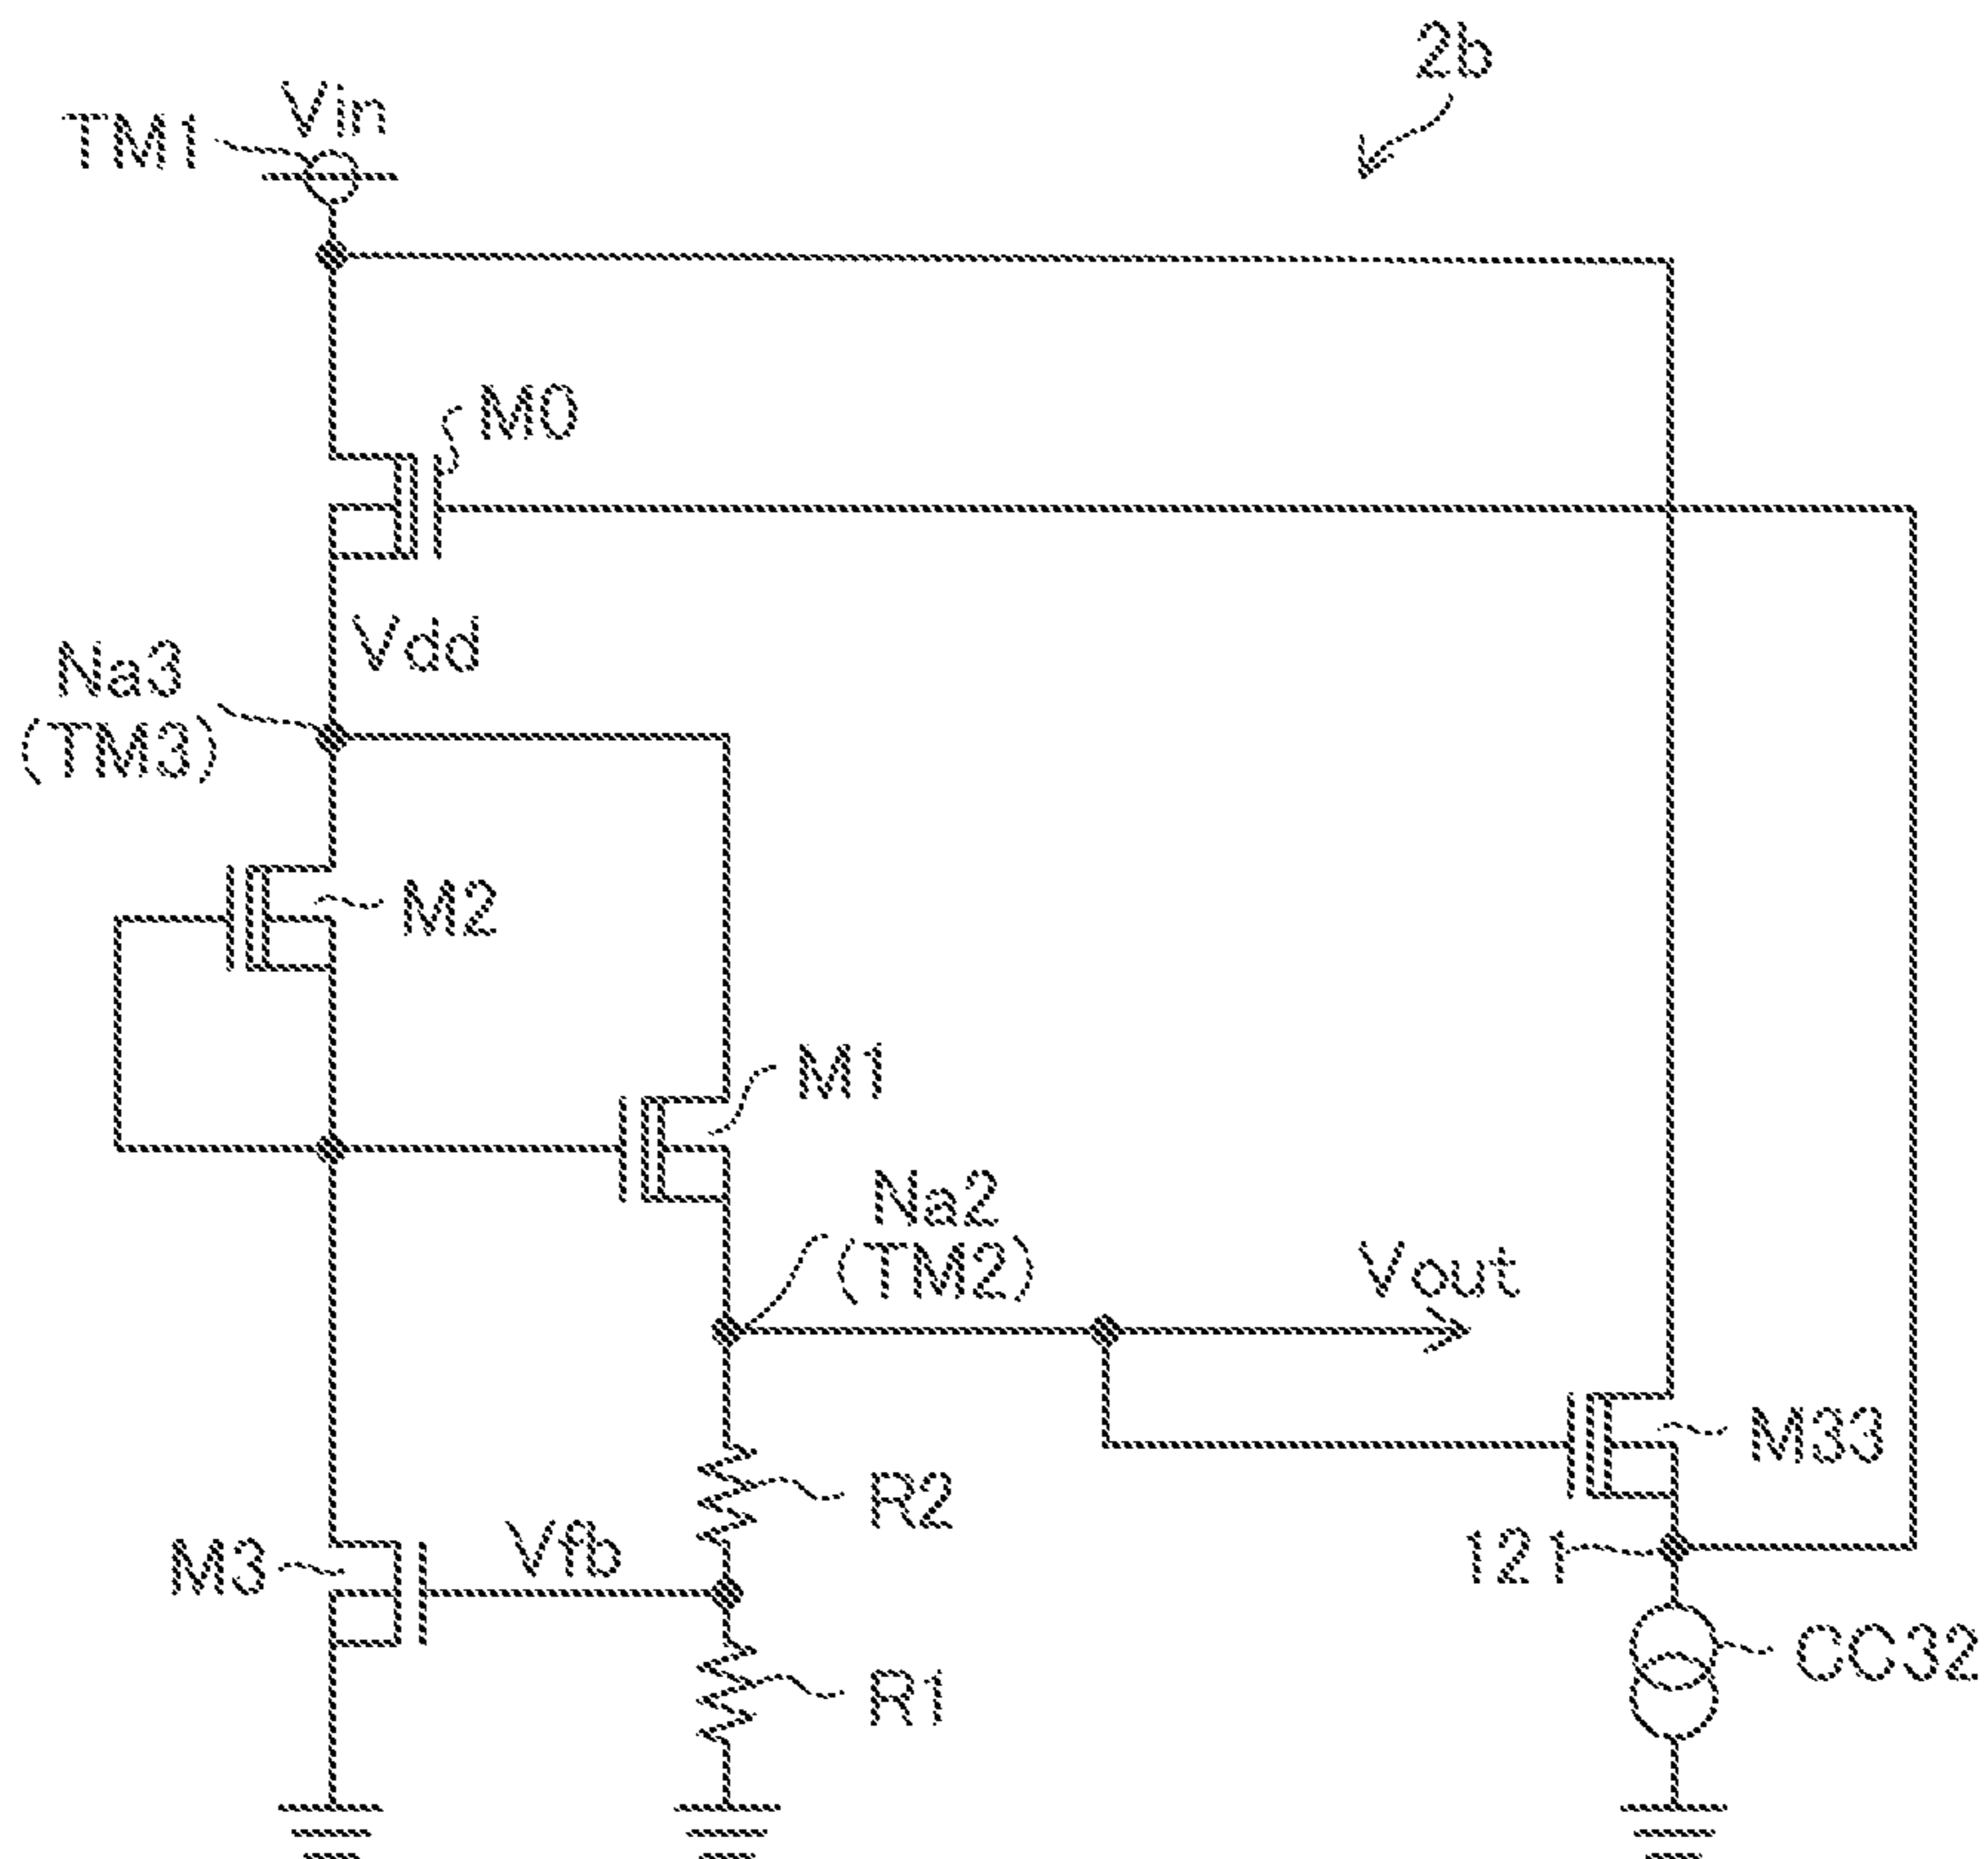 2b
Vin
TM1
M0
Vdd
Na3
(TM3)
M2
M1
Na2
(TM2)
Vout
M33
R2
Vfb
M3
121
CC32
R1